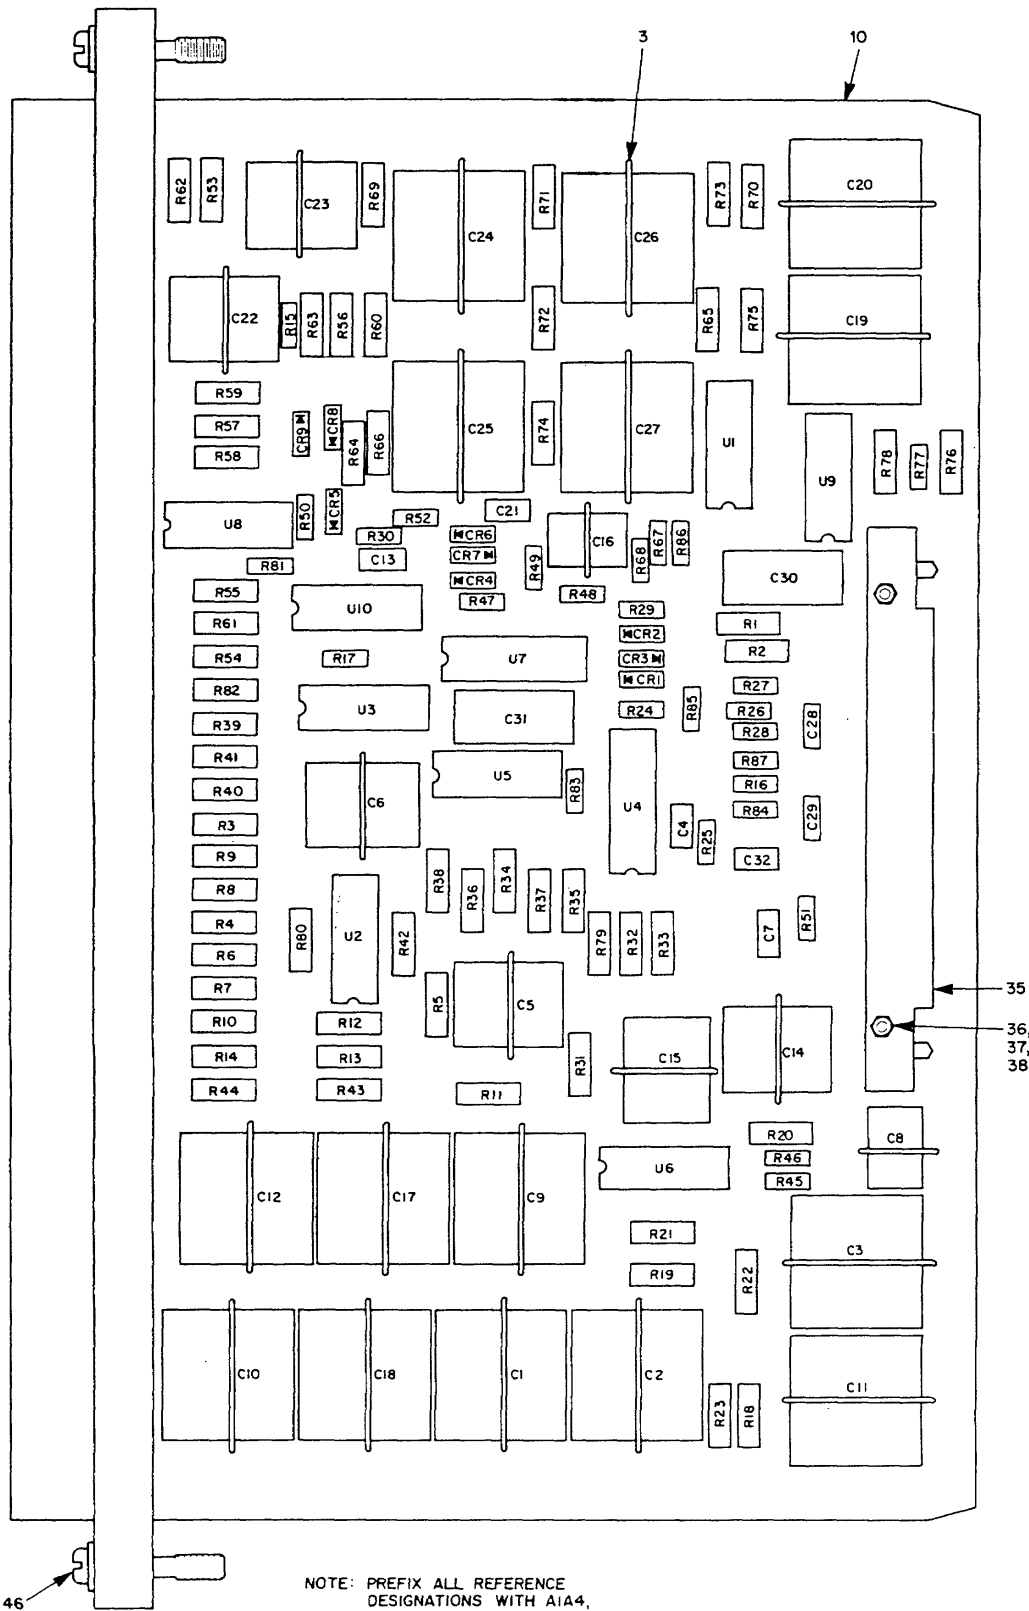 3
10
R62
R53
C23
R69
C24
R71
C26
R73
R70
C20
C22
R15
R63
R56
R60
R72
R65
R75
C19
R59
R57
R58
CR9
CR8
R64
R66
C25
R74
C27
U1
U9
R78
R77
R76
U8
R50
CR5
R52
R30
C13
C21
CR6
CR7
CR4
R47
R49
C16
R48
R68
R67
R86
R81
R55
U10
R61
R54
R17
U7
R29
CR2
CR3
CR1
R24
R85
C30
R1
R2
R27
R26
R28
C28
R82
U3
C31
R39
R41
U5
R83
U4
R87
R16
R84
C29
R40
C6
C4
R25
C32
R3
R9
R8
R38
R36
R34
R37
R35
R4
R80
U2
R42
R79
R32
R33
C7
R51
R6
R7
R5
C5
35
R10
R12
36,
37,
38
R14
R13
R31
C15
C14
R44
R43
R11
R20
C8
R46
R45
U6
C12
C17
C9
R21
R19
R22
C3
C10
C18
C1
C2
R23
R18
C11
46
NOTE: PREFIX ALL REFERENCE
DESIGNATIONS WITH A1A4,